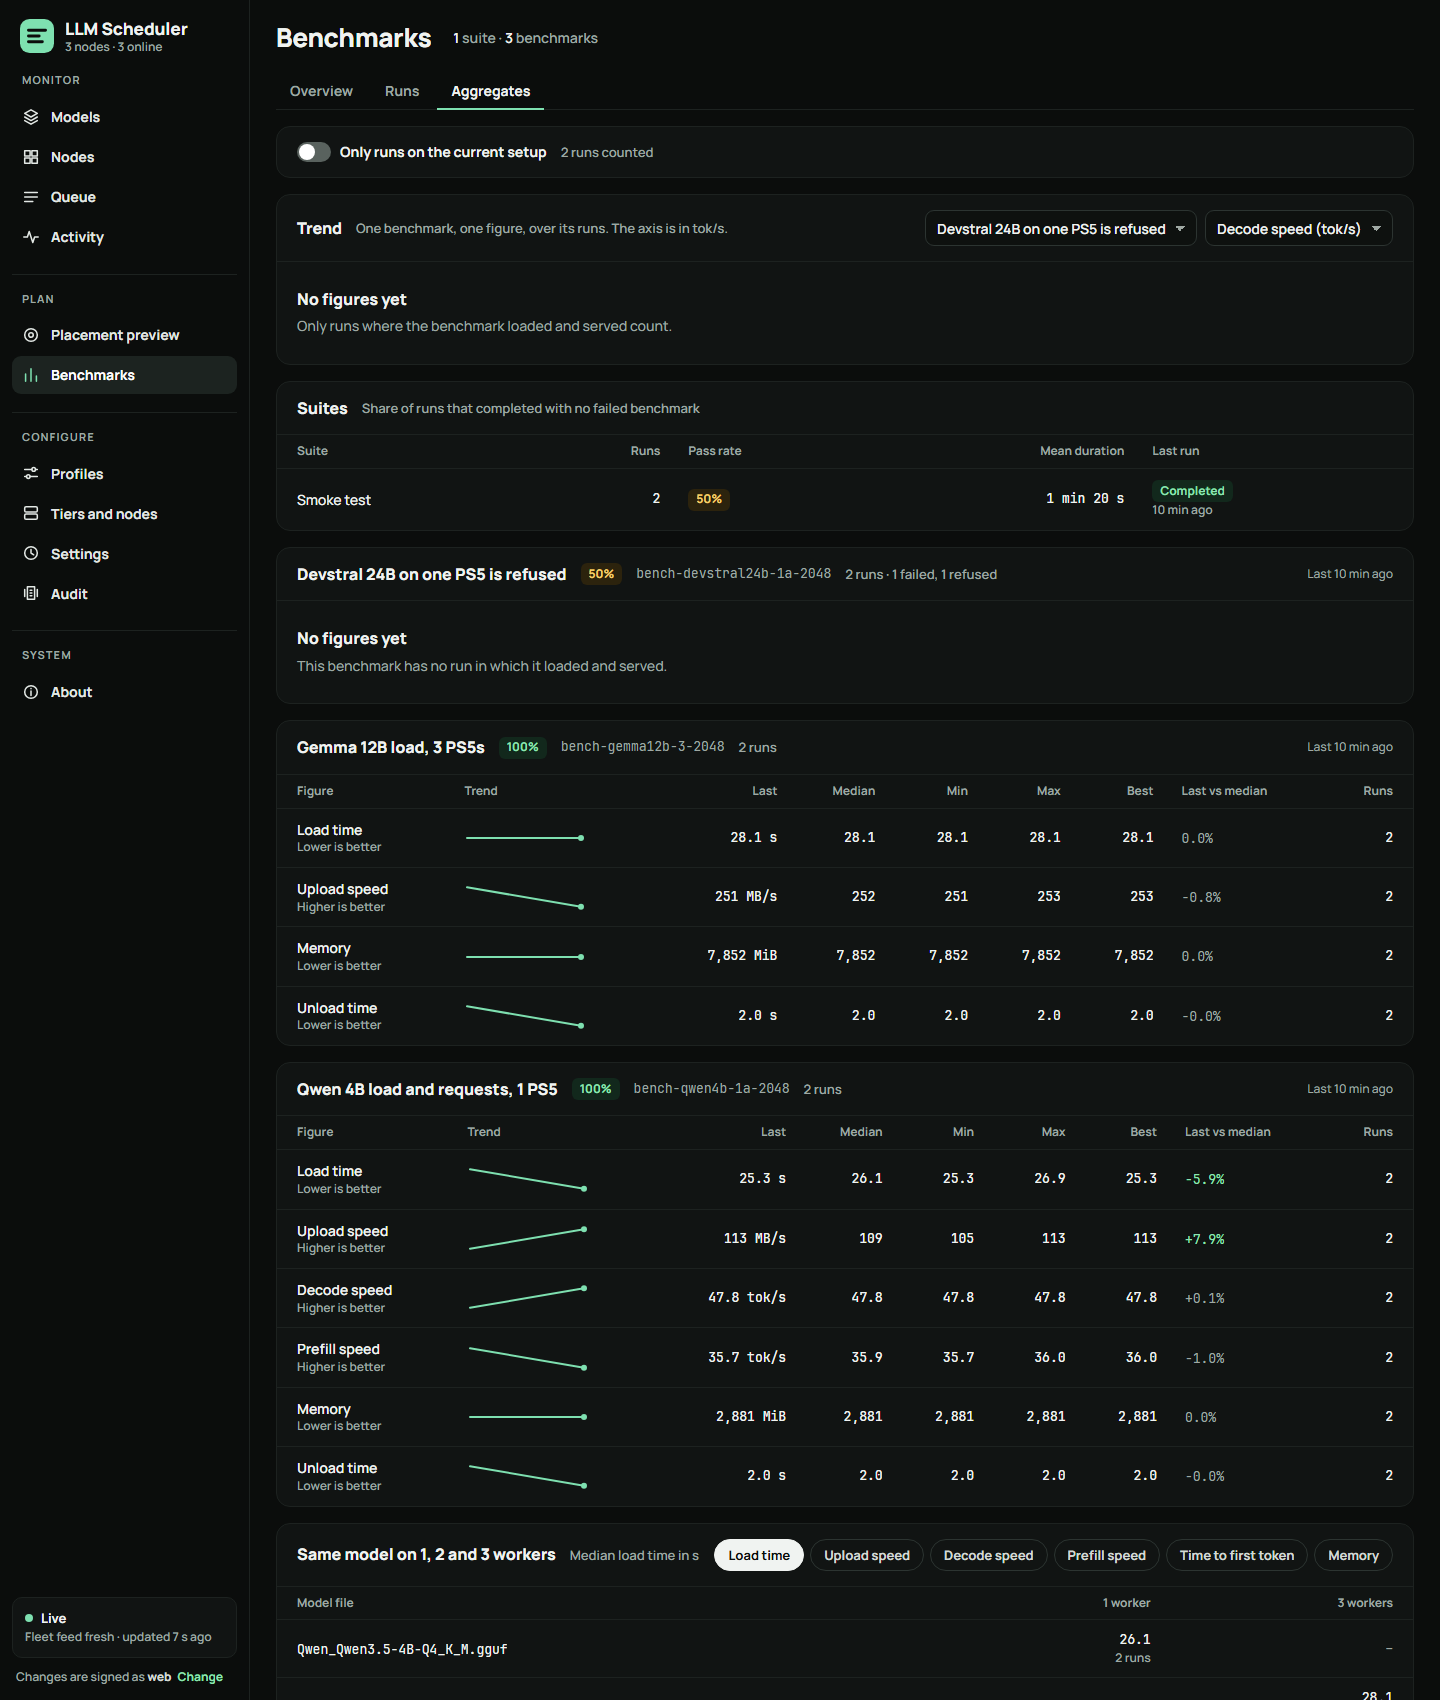 LLM Scheduler
3 nodes · 3 online
MONITOR
Models
Nodes
Queue
Activity
PLAN
Placement preview
Benchmarks
CONFIGURE
Profiles
Tiers and nodes
Settings
Audit
SYSTEM
About
Live
Fleet feed fresh · updated 7 s ago
Changes are signed as web Change
Benchmarks 1 suite · 3 benchmarks
Overview Runs Aggregates
Only runs on the current setup 2 runs counted
Trend One benchmark, one figure, over its runs. The axis is in tok/s. Devstral 24B on one PS5 is refused Decode speed (tok/s)
No figures yet
Only runs where the benchmark loaded and served count.
Suites Share of runs that completed with no failed benchmark
Suite Runs Pass rate Mean duration Last run
Smoke test 2 50% 1 min 20 s Completed
10 min ago
Devstral 24B on one PS5 is refused 50% bench-devstral24b-1a-2048 2 runs · 1 failed, 1 refused Last 10 min ago
No figures yet
This benchmark has no run in which it loaded and served.
Gemma 12B load, 3 PS5s 100% bench-gemma12b-3-2048 2 runs Last 10 min ago
Figure Trend Last Median Min Max Best Last vs median Runs
Load time 28.1 s 28.1 28.1 28.1 28.1 0.0% 2
Lower is better
Upload speed 251 MB/s 252 251 253 253 -0.8% 2
Higher is better
Memory 7,852 MiB 7,852 7,852 7,852 7,852 0.0% 2
Lower is better
Unload time 2.0 s 2.0 2.0 2.0 2.0 -0.0% 2
Lower is better
Qwen 4B load and requests, 1 PS5 100% bench-qwen4b-1a-2048 2 runs Last 10 min ago
Figure Trend Last Median Min Max Best Last vs median Runs
Load time 25.3 s 26.1 25.3 26.9 25.3 -5.9% 2
Lower is better
Upload speed 113 MB/s 109 105 113 113 +7.9% 2
Higher is better
Decode speed 47.8 tok/s 47.8 47.8 47.8 47.8 +0.1% 2
Higher is better
Prefill speed 35.7 tok/s 35.9 35.7 36.0 36.0 -1.0% 2
Higher is better
Memory 2,881 MiB 2,881 2,881 2,881 2,881 0.0% 2
Lower is better
Unload time 2.0 s 2.0 2.0 2.0 2.0 -0.0% 2
Lower is better
Same model on 1, 2 and 3 workers Median load time in s Load time Upload speed Decode speed Prefill speed Time to first token Memory
Model file 1 worker 3 workers
Qwen_Qwen3.5-4B-Q4_K_M.gguf 26.1 –
2 runs
28.1